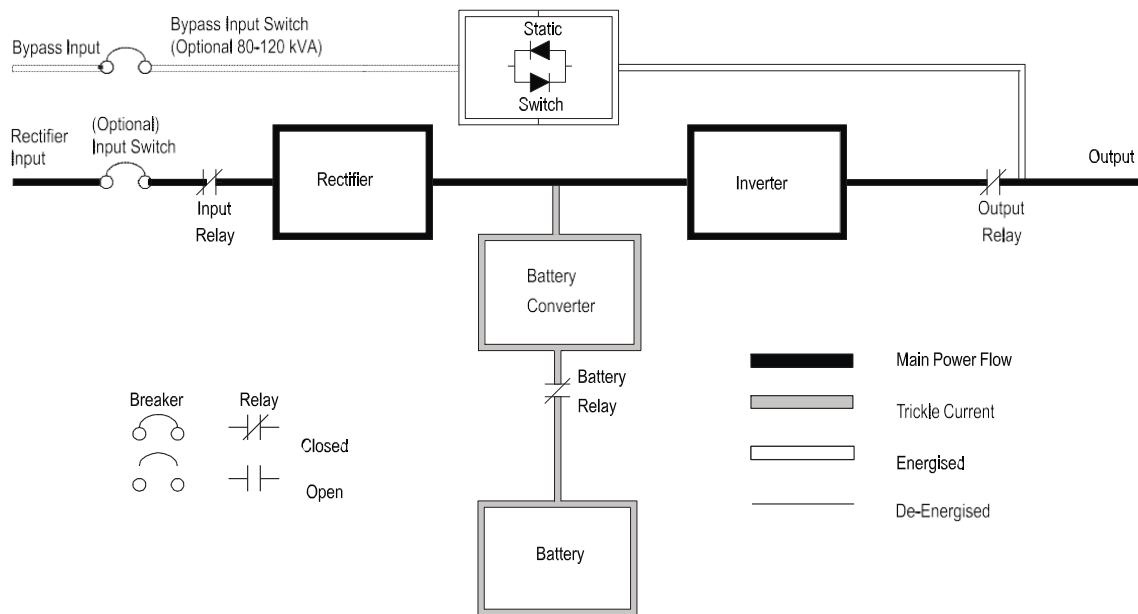 Bypass Input
Bypass Input Switch
(Optional 80-120 kVA)
Static
Switch
Rectifier
Input
(Optional)
Input Switch
Input
Relay
Rectifier
Inverter
Output
Relay
Output
Battery
Converter
Battery
Relay
Battery
Breaker
Relay
Closed
Open
Main Power Flow
Trickle Current
Energised
De-Energised